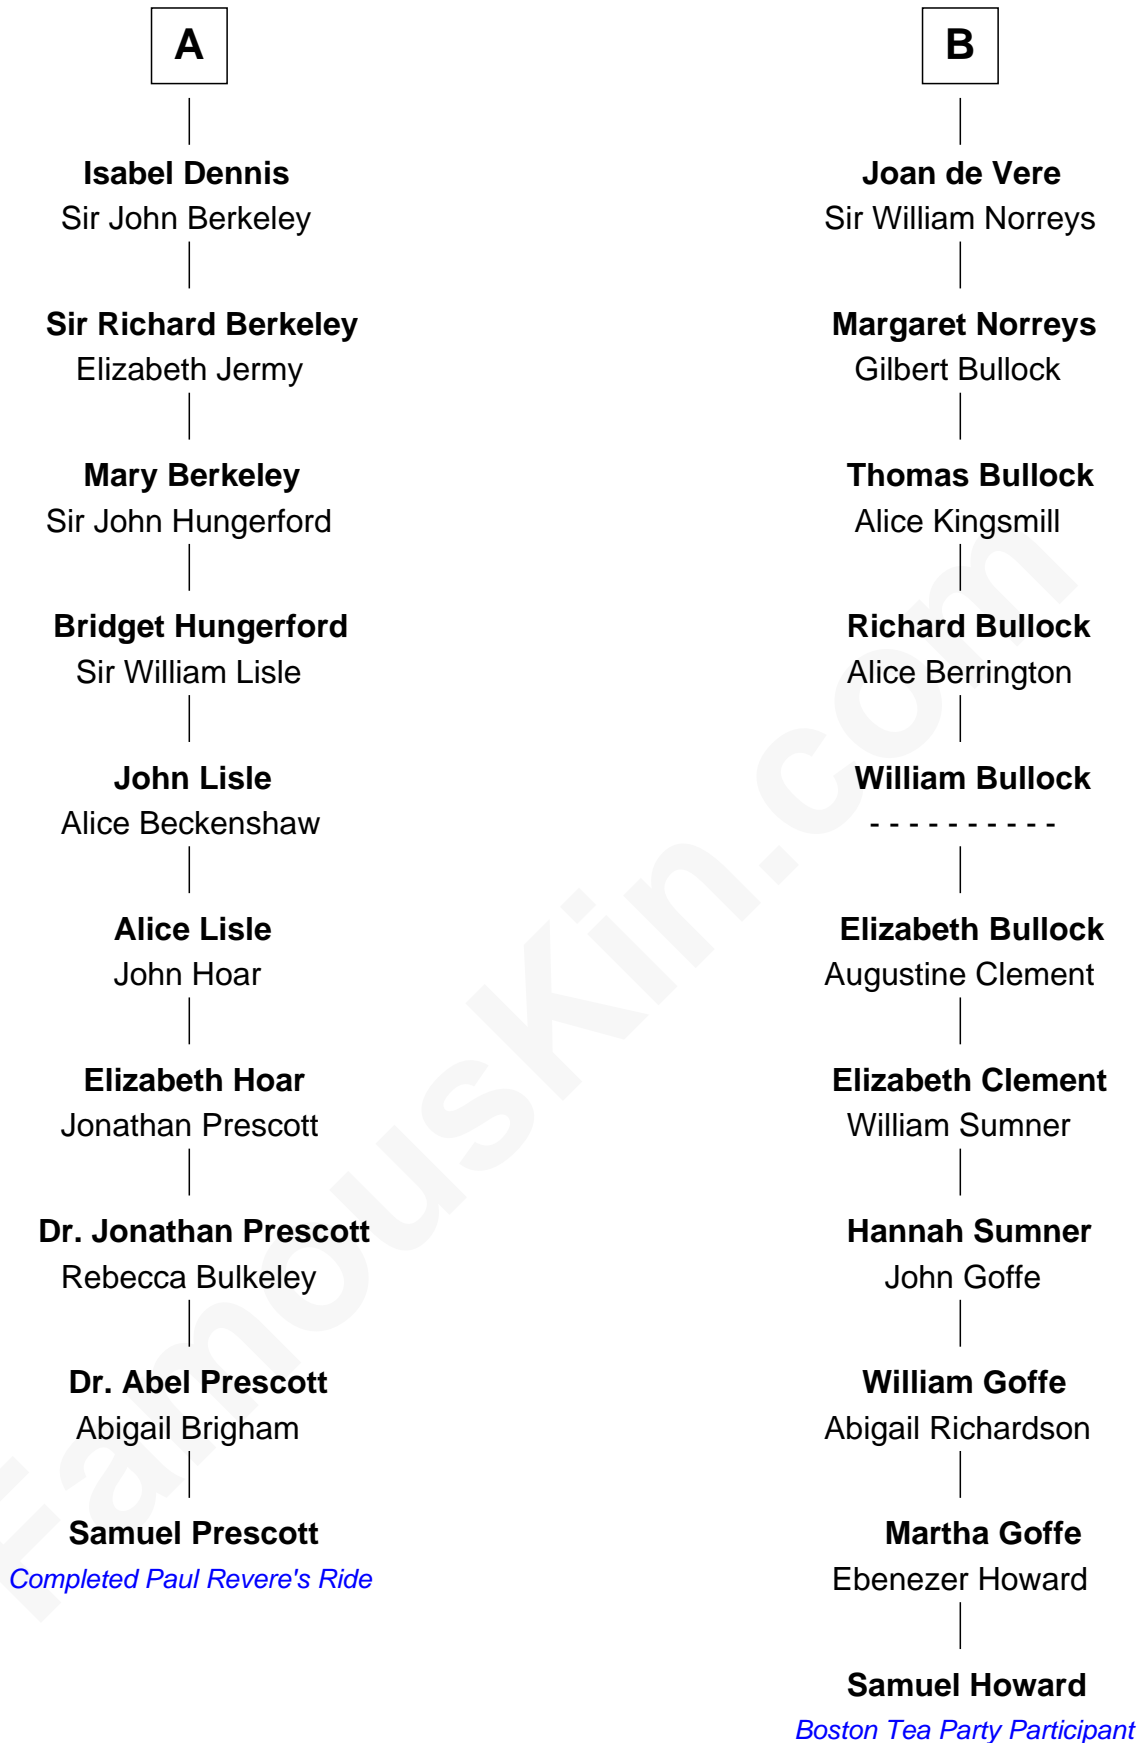 A
Isabel Dennis
Sir John Berkeley
Sir Richard Berkeley
Elizabeth Jermy
Mary Berkeley
Sir John Hungerford
Bridget Hungerford
Sir William Lisle
John Lisle
Alice Beckenshaw
Alice Lisle
John Hoar
Elizabeth Hoar
Jonathan Prescott
Dr. Jonathan Prescott
Rebecca Bulkeley
Dr. Abel Prescott
Abigail Brigham
Samuel Prescott
Completed Paul Revere's Ride
B
Joan de Vere
Sir William Norreys
Margaret Norreys
Gilbert Bullock
Thomas Bullock
Alice Kingsmill
Richard Bullock
Alice Berrington
William Bullock
- - - - - - - - - -
Elizabeth Bullock
Augustine Clement
Elizabeth Clement
William Sumner
Hannah Sumner
John Goffe
William Goffe
Abigail Richardson
Martha Goffe
Ebenezer Howard
Samuel Howard
Boston Tea Party Participant
FamousKin.com